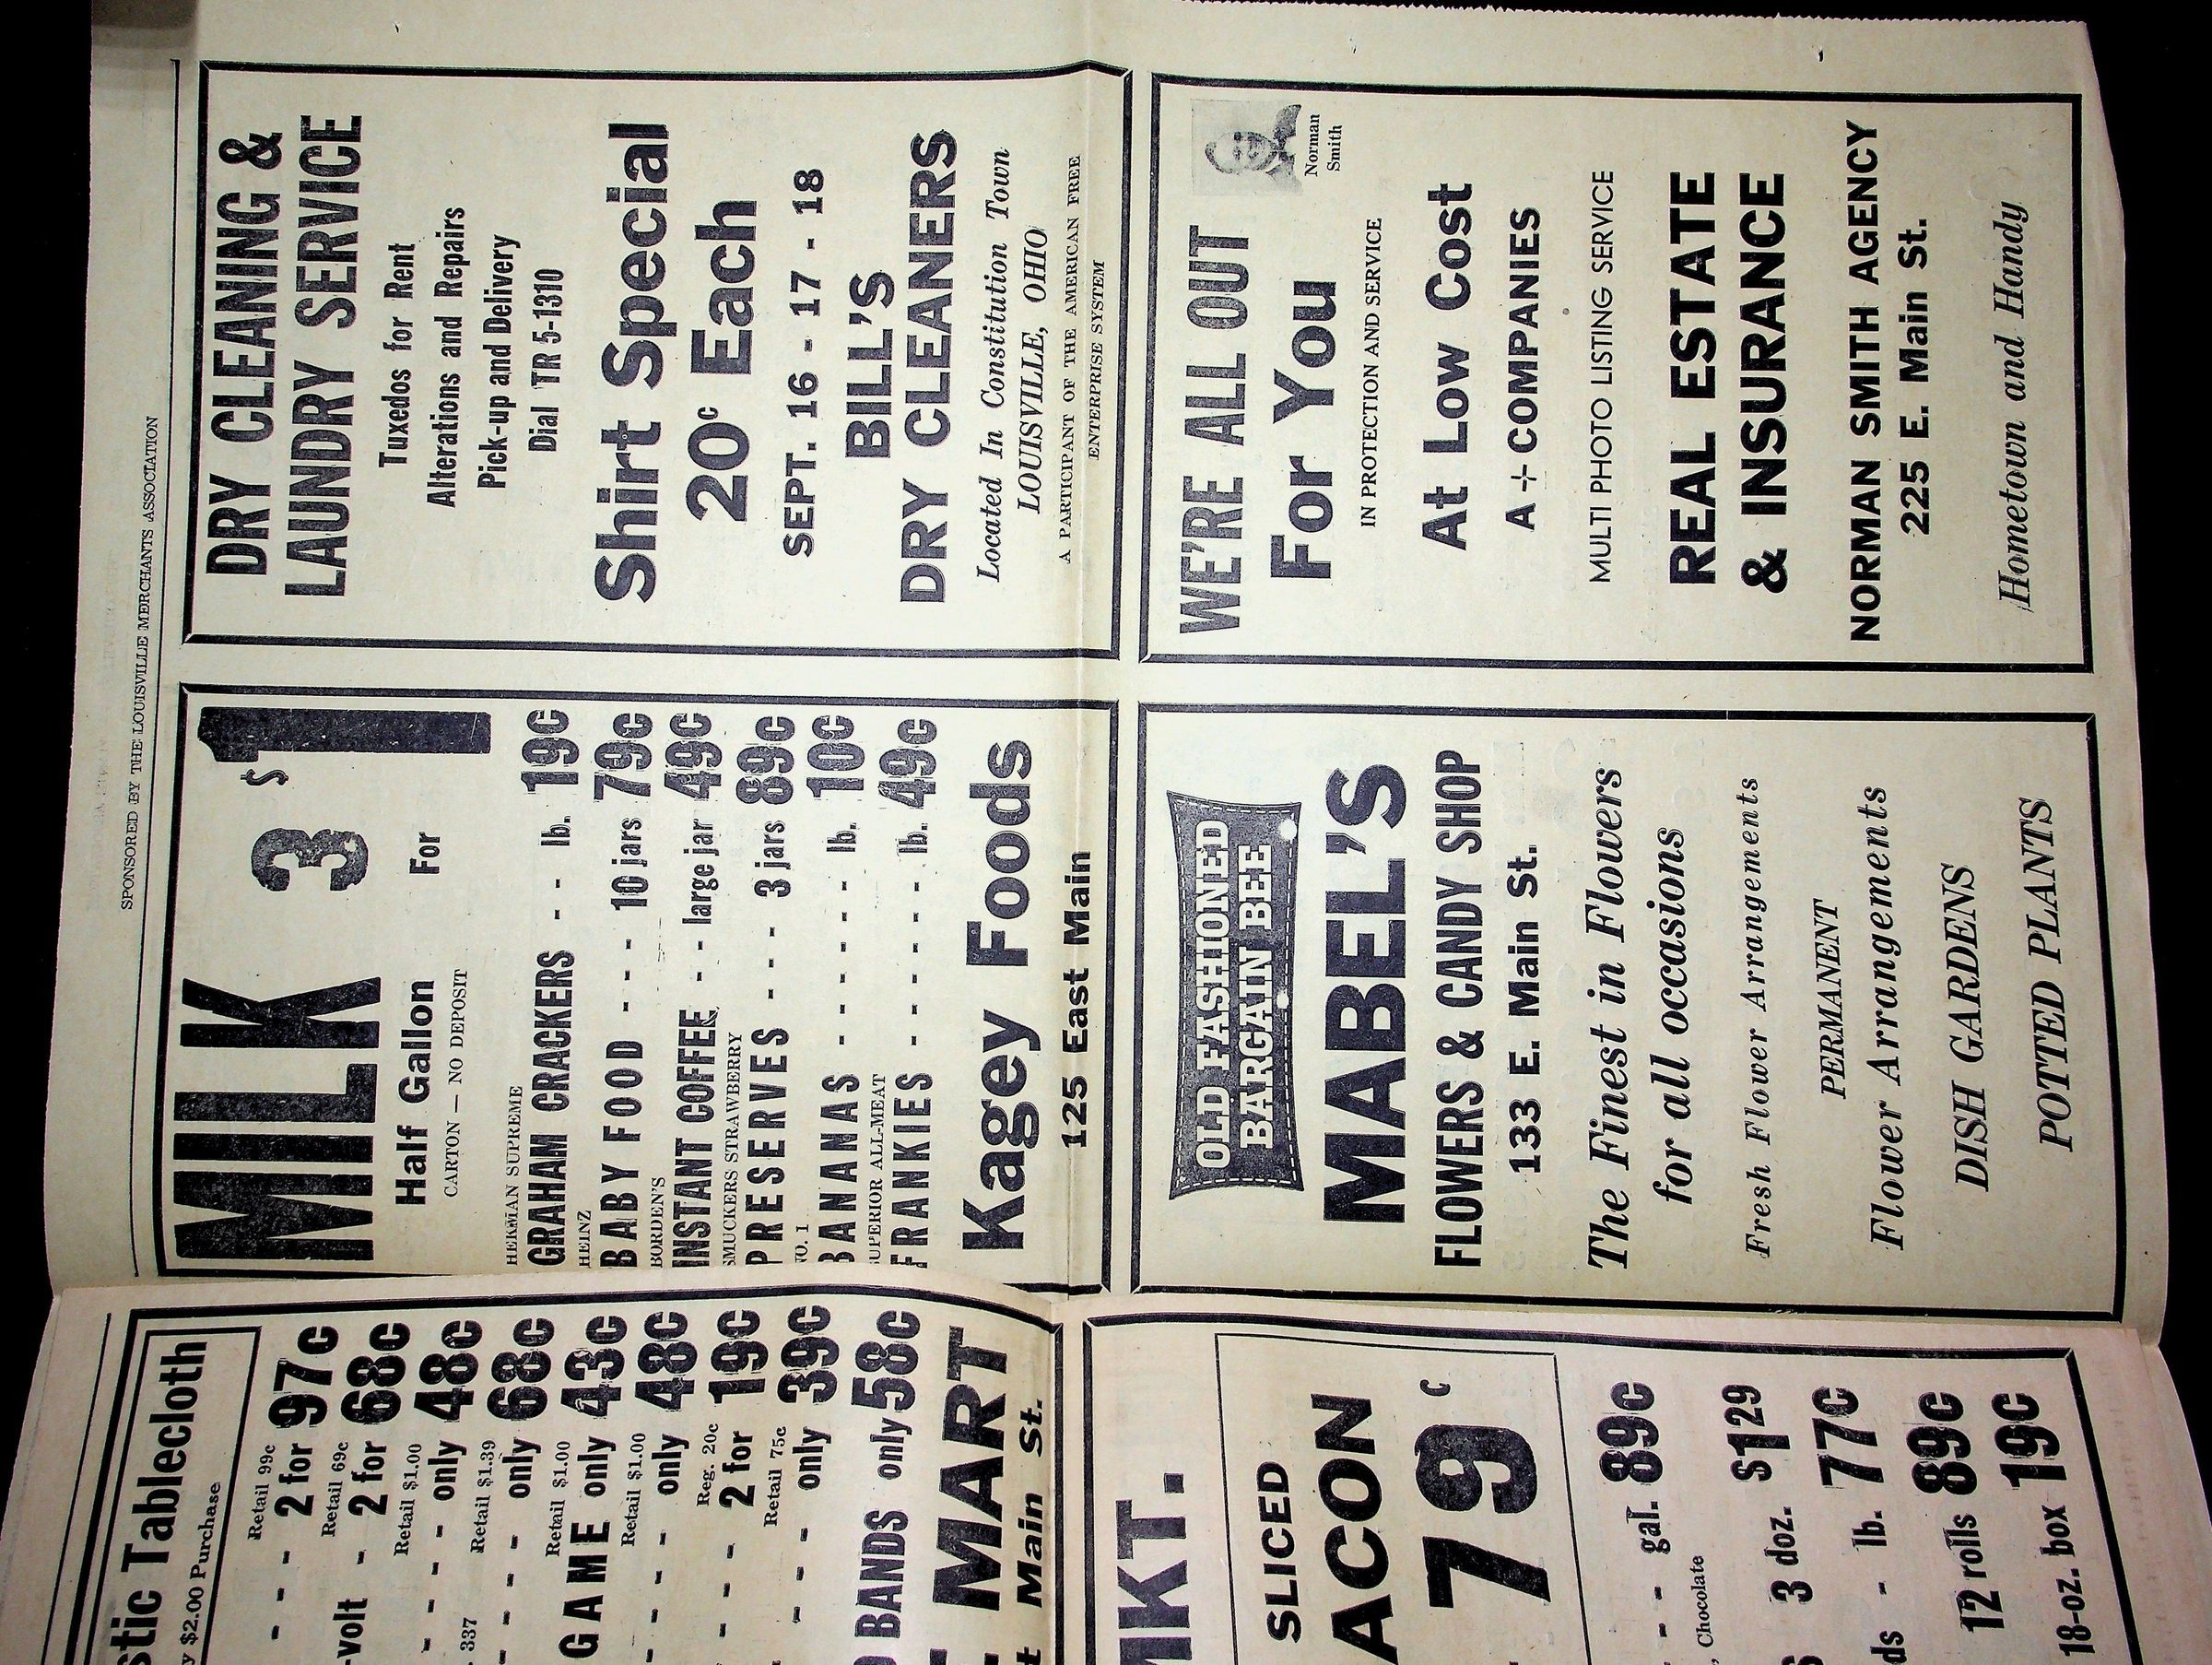 SPONSORED BY THE LOUISVILLE MERCHANTS ASSOCIATION
MILK 3 $1
Half Gallon For
CARTON — NO DEPOSIT
HEKMAN SUPREME
GRAHAM CRACKERS - - lb. 19c
HEINZ
BABY FOOD - - - 10 jars 79c
BORDEN'S
INSTANT COFFEE - - large jar 49c
SMUCKERS STRAWBERRY
PRESERVES - - - 3 jars 89c
NO. 1
BANANAS - - - - - - lb. 10c
SUPERIOR ALL-MEAT
FRANKIES - - - - - lb. 49c
Kagey Foods
125 East Main
DRY CLEANING &
LAUNDRY SERVICE
Tuxedos for Rent
Alterations and Repairs
Pick-up and Delivery
Dial TR 5-1310
Shirt Special
20c Each
SEPT. 16 - 17 - 18
BILL'S
DRY CLEANERS
Located In Constitution Town
LOUISVILLE, OHIO
A PARTICIPANT OF THE AMERICAN FREE
ENTERPRISE SYSTEM
OLD FASHIONED
BARGAIN BEE
MABEL'S
FLOWERS & CANDY SHOP
133 E. Main St.
The Finest in Flowers
for all occasions
Fresh Flower Arrangements
PERMANENT
Flower Arrangements
DISH GARDENS
POTTED PLANTS
WE'RE ALL OUT
For You
Norman
Smith
IN PROTECTION AND SERVICE
At Low Cost
A + COMPANIES
MULTI PHOTO LISTING SERVICE
REAL ESTATE
& INSURANCE
NORMAN SMITH AGENCY
225 E. Main St.
Hometown and Handy
stic Tablecloth
y $2.00 Purchase
Retail 99c
- - - 2 for 97c
Retail 69c
-volt - 2 for 68c
Retail $1.00
- - - - only 48c
. 337 Retail $1.39
- - - only 68c
Retail $1.00
GAME only 43c
Retail $1.00
- - - - only 48c
Reg. 20c
- - - - 2 for 19c
Retail 75c
- - - - only 39c
BANDS only 58c
MART
Main St.
MKT.
SLICED
ACON
79c
- - gal. 89c
, Chocolate
3 doz. $1.29
ds - lb. 77c
12 rolls 89c
18-oz. box 19c